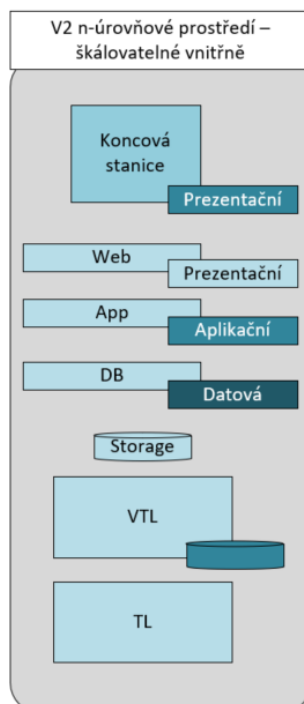 V2 n-úrovňové prostředí –
škálovatelné vnitřně
Koncová
stanice
Prezentační
Web
Prezentační
App
Aplikační
DB
Datová
Storage
VTL
TL